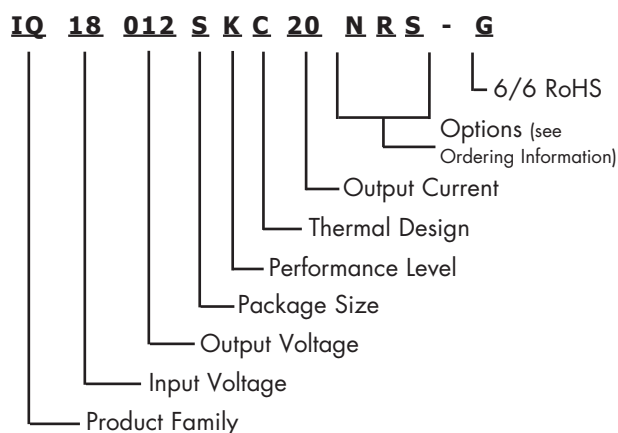 IQ 18 012 S K C 20 N R S - G
6/6 RoHS
Options (see
Ordering Information)
Output Current
Thermal Design
Performance Level
Package Size
Output Voltage
Input Voltage
Product Family